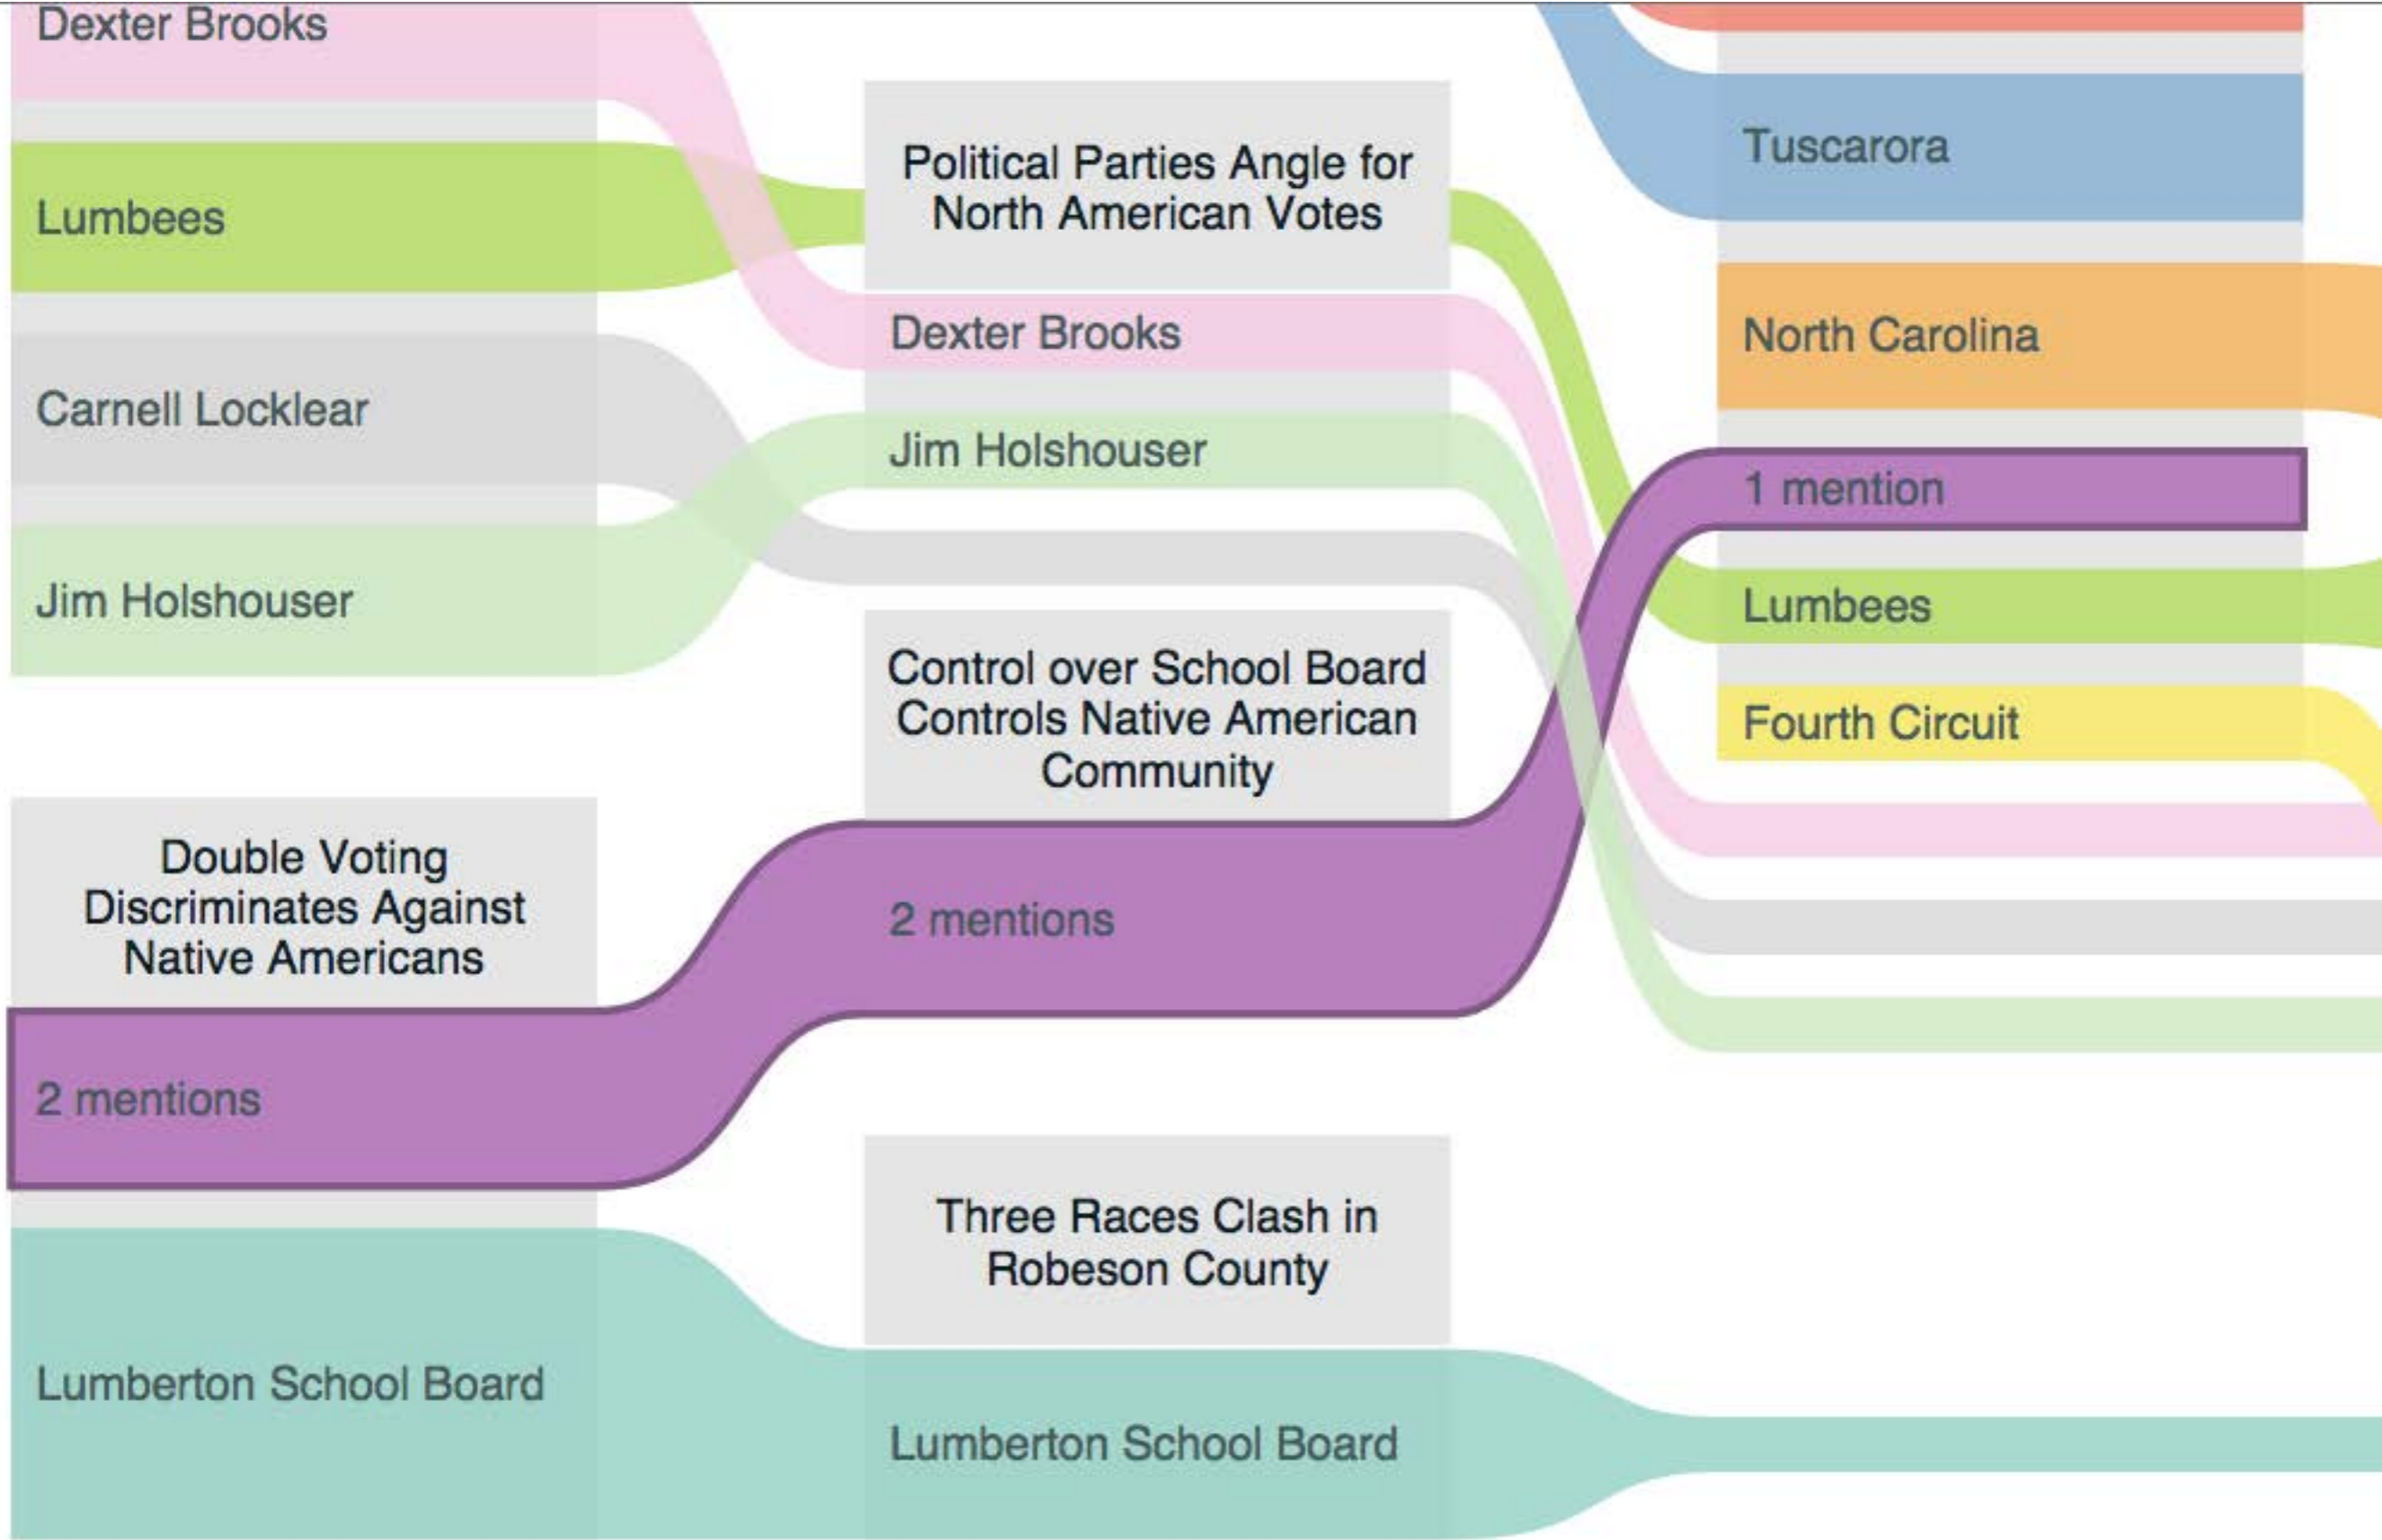 Dexter Brooks
Lumbees
Carnell Locklear
Jim Holshouser
Double Voting
Discriminates Against
Native Americans
2 mentions
Lumberton School Board
Political Parties Angle for
North American Votes
Dexter Brooks
Jim Holshouser
Control over School Board
Controls Native American
Community
2 mentions
Three Races Clash in
Robeson County
Lumberton School Board
Tuscarora
North Carolina
1 mention
Lumbees
Fourth Circuit